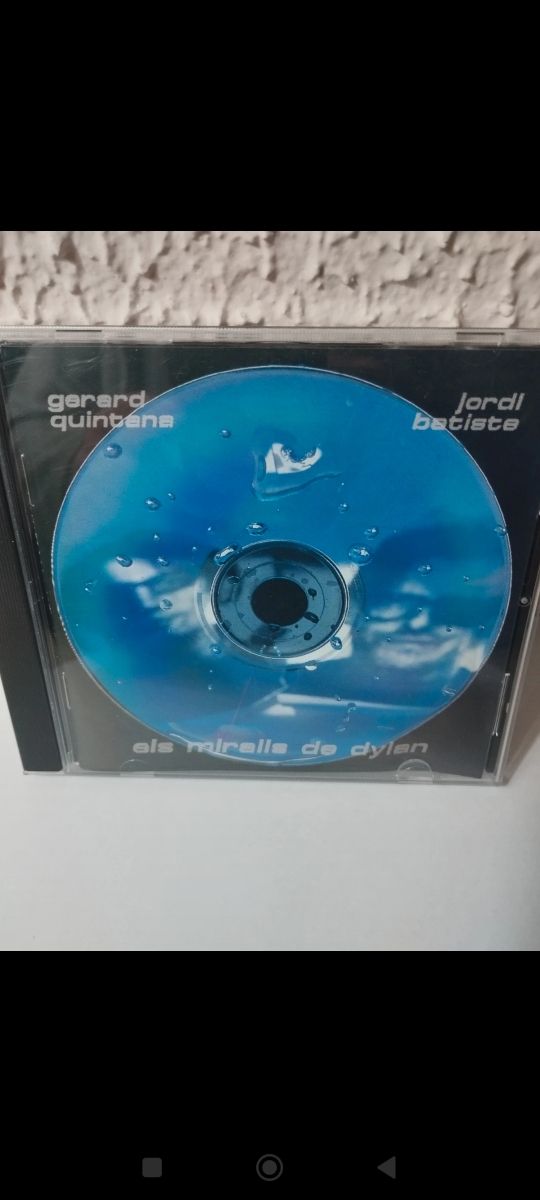 gerard
quintana
jordi
batiste
els miralls de dylan